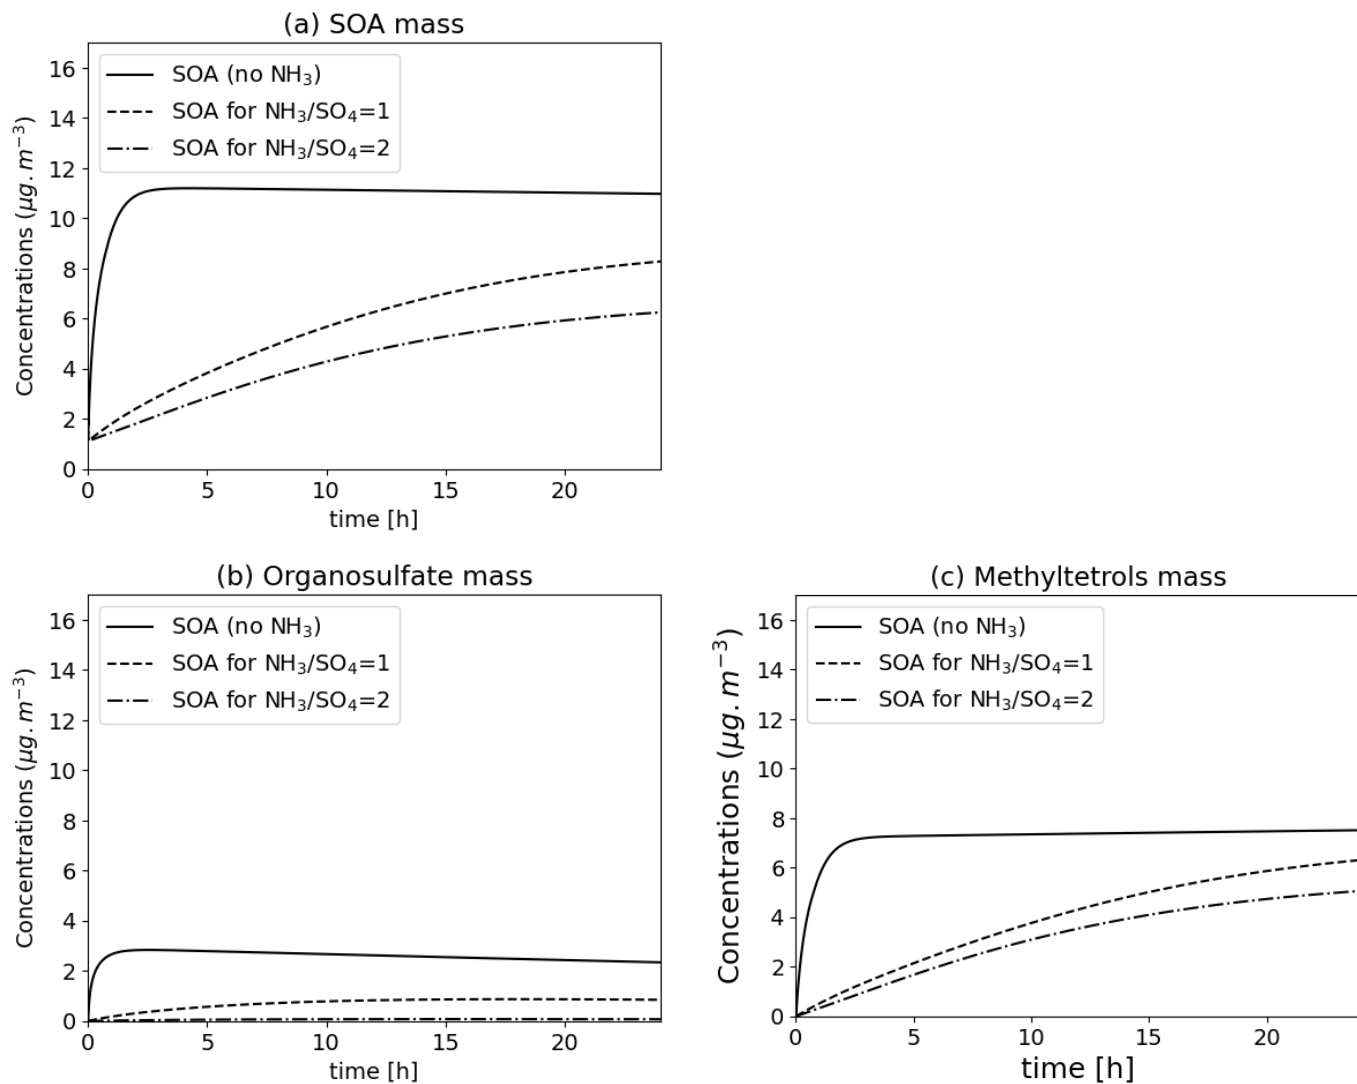 (a) SOA mass
Concentrations (μg. m⁻³)
16
14
12
10
8
6
4
2
0
SOA (no NH₃)
SOA for NH₃/SO₄=1
SOA for NH₃/SO₄=2
0 5 10 15 20
time [h]
(b) Organosulfate mass
Concentrations (μg. m⁻³)
16
14
12
10
8
6
4
2
0
SOA (no NH₃)
SOA for NH₃/SO₄=1
SOA for NH₃/SO₄=2
0 5 10 15 20
time [h]
(c) Methyltetrols mass
Concentrations (μg. m⁻³)
16
14
12
10
8
6
4
2
0
SOA (no NH₃)
SOA for NH₃/SO₄=1
SOA for NH₃/SO₄=2
0 5 10 15 20
time [h]